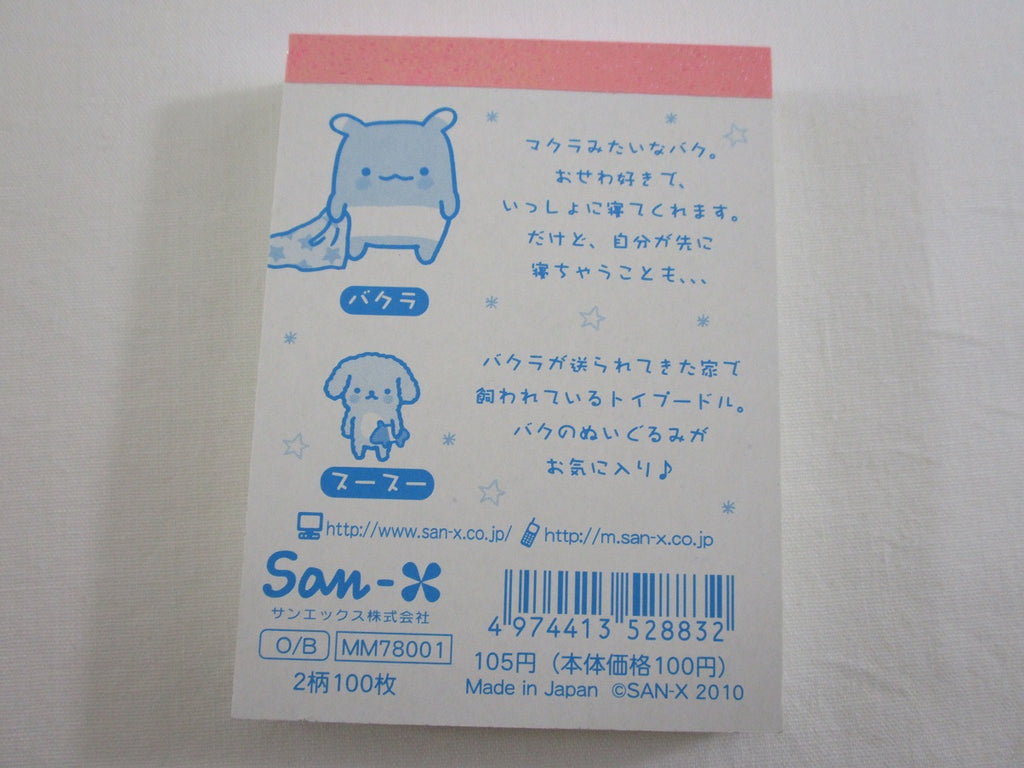 マクラみたいなバク。
おせわ好きで、
いっしょに寝てくれます。
だけど、自分が先に
寝ちゃうことも、、、
バクラ
バクラが送られてきた家で
飼われているトイプードル。
バクのぬいぐるみが
お気に入り♪
スースー
http://www.san-x.co.jp/ http://m.san-x.co.jp
San-X
サンエックス株式会社
4 974413 528832
O/B MM78001
105円（本体価格100円）
2柄100枚
Made in Japan ©SAN-X 2010